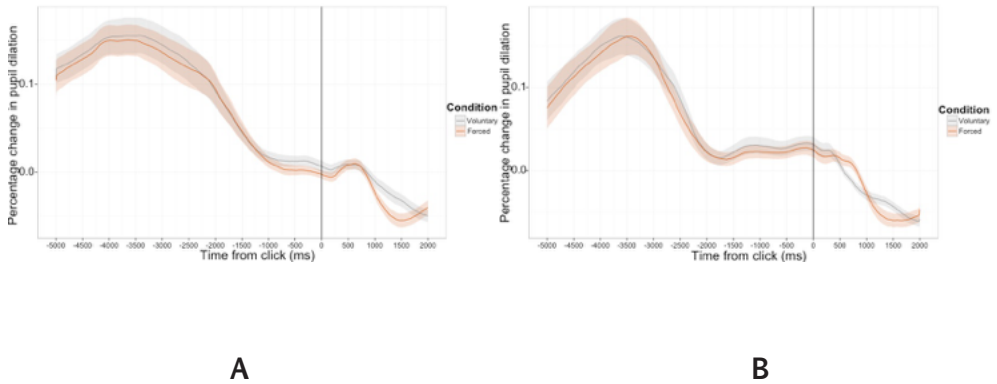 Percentage change in pupil dilation
0.1
0.0
-5000 -4500 -4000 -3500 -3000 -2500 -2000 -1500 -1000 -500 0 500 1000 1500 2000
Time from click (ms)
Condition
Voluntary
Forced
A
Percentage change in pupil dilation
0.1
0.0
-5000 -4500 -4000 -3500 -3000 -2500 -2000 -1500 -1000 -500 0 500 1000 1500 2000
Time from click (ms)
Condition
Voluntary
Forced
B